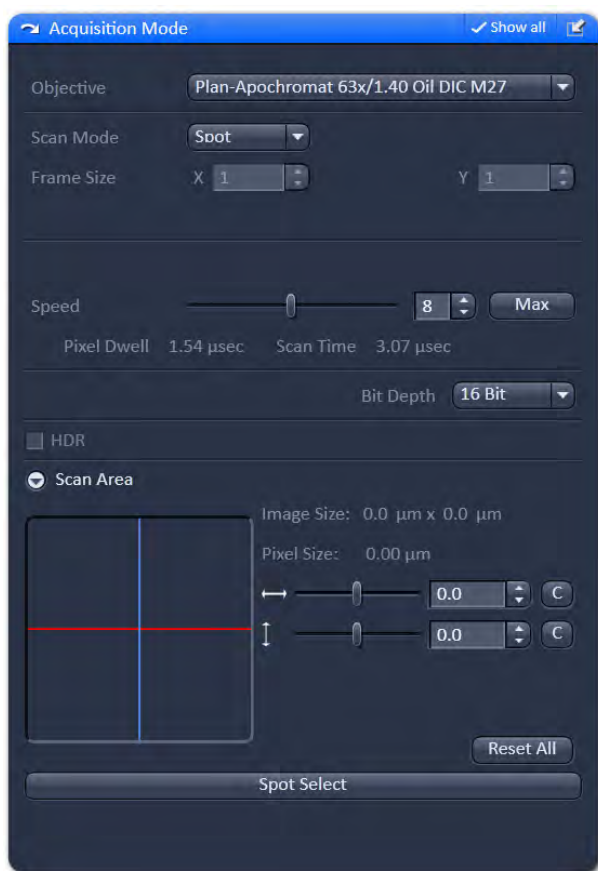 Acquisition Mode Show all
Objective Plan-Apochromat 63x/1.40 Oil DIC M27
Scan Mode Spot
Frame Size X 1 Y 1
Speed 8 Max
Pixel Dwell 1.54 µsec Scan Time 3.07 µsec
Bit Depth 16 Bit
HDR
Scan Area
Image Size: 0.0 µm x 0.0 µm
Pixel Size: 0.00 µm
0.0 C
0.0 C
Reset All
Spot Select